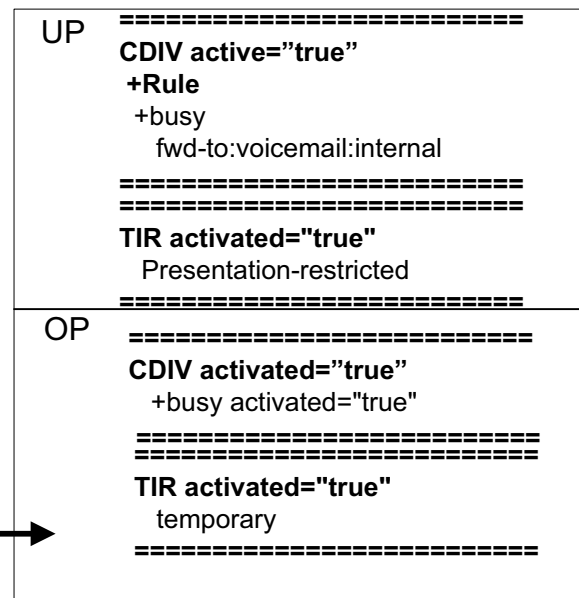 UP
===========================
CDIV active=”true”
+Rule
+busy
fwd-to:voicemail:internal
===========================
===========================
TIR activated="true"
Presentation-restricted
===========================
OP
===========================
CDIV activated=”true”
+busy activated="true"
===========================
===========================
TIR activated="true"
temporary
===========================